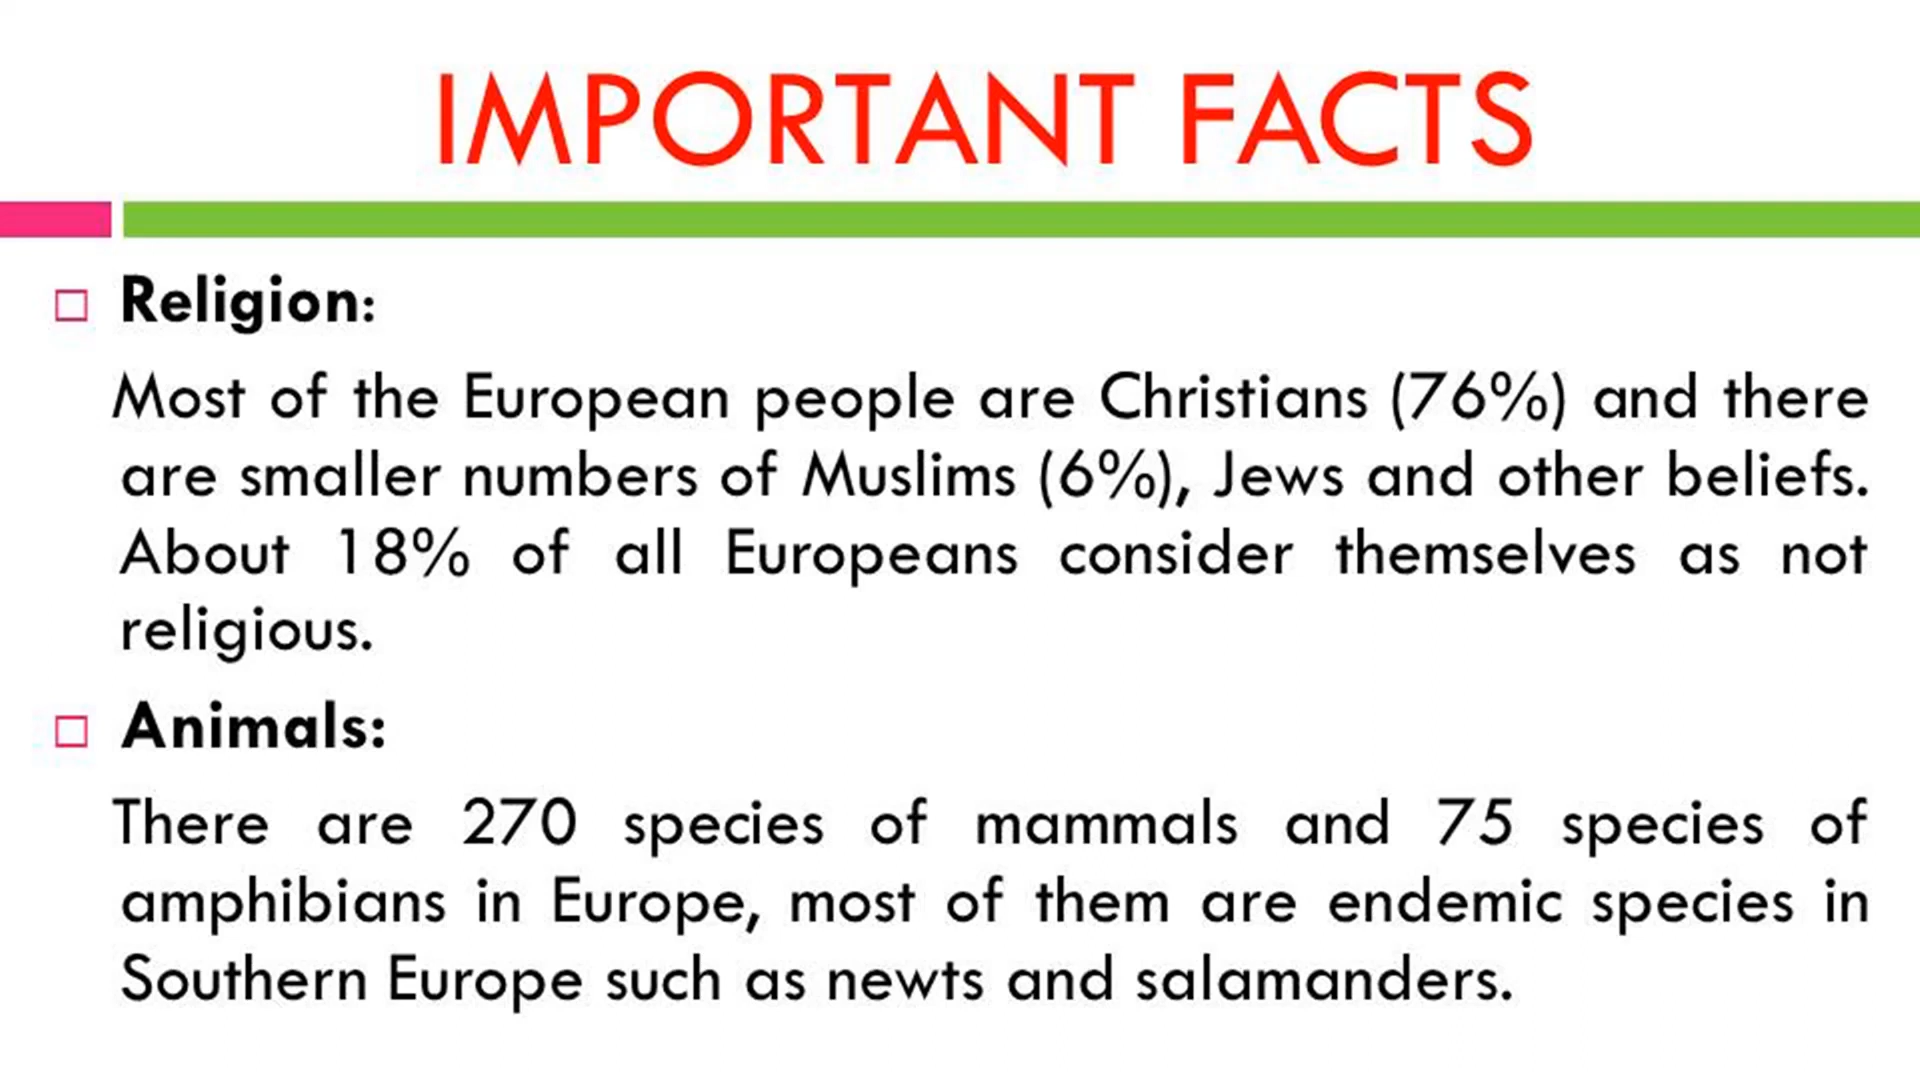 IMPORTANT FACTS
Religion:
Most of the European people are Christians (76%) and there
are smaller numbers of Muslims (6%), Jews and other beliefs.
About 18% of all Europeans consider themselves as not
religious.
Animals:
There are 270 species of mammals and 75 species of
amphibians in Europe, most of them are endemic species in
Southern Europe such as newts and salamanders.